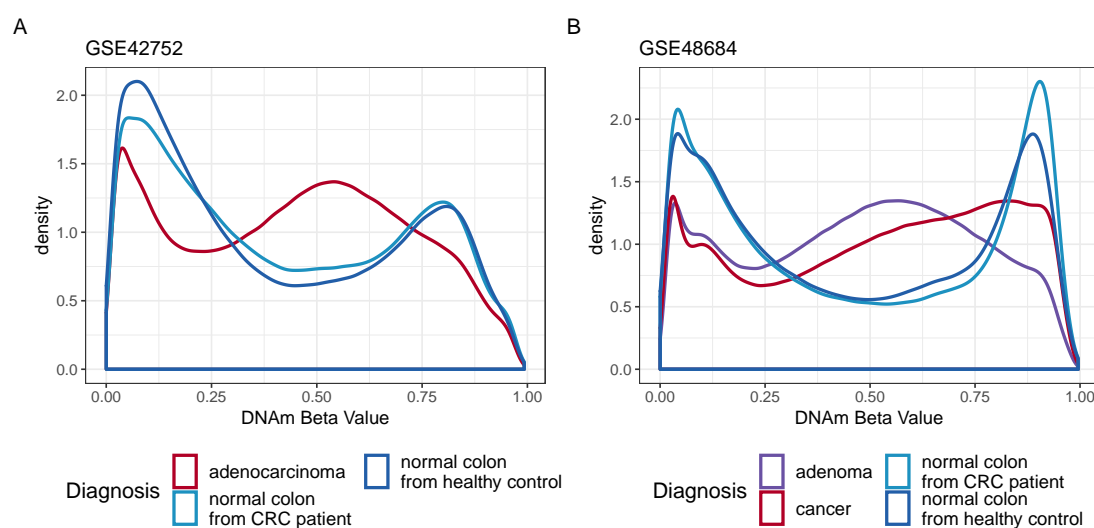 A
GSE42752
density
0.0
0.5
1.0
1.5
2.0
0.00
0.25
0.50
0.75
1.00
DNAm Beta Value
Diagnosis
adenocarcinoma
normal colon
from CRC patient
normal colon
from healthy control
B
GSE48684
density
0.0
0.5
1.0
1.5
2.0
0.00
0.25
0.50
0.75
1.00
DNAm Beta Value
Diagnosis
adenoma
cancer
normal colon
from CRC patient
normal colon
from healthy control